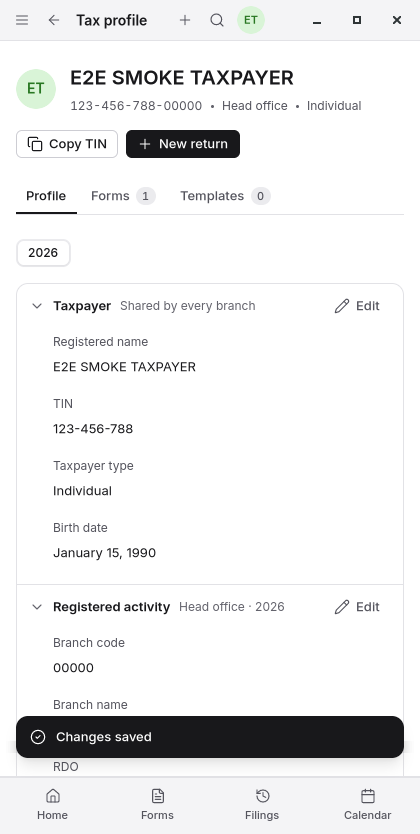 Tax profile
ET
ET
E2E SMOKE TAXPAYER
123-456-788-00000 • Head office • Individual
Copy TIN
New return
Profile
Forms 1
Templates 0
2026
Taxpayer Shared by every branch
Edit
Registered name
E2E SMOKE TAXPAYER
TIN
123-456-788
Taxpayer type
Individual
Birth date
January 15, 1990
Registered activity Head office · 2026
Edit
Branch code
00000
Branch name
Changes saved
RDO
Home
Forms
Filings
Calendar